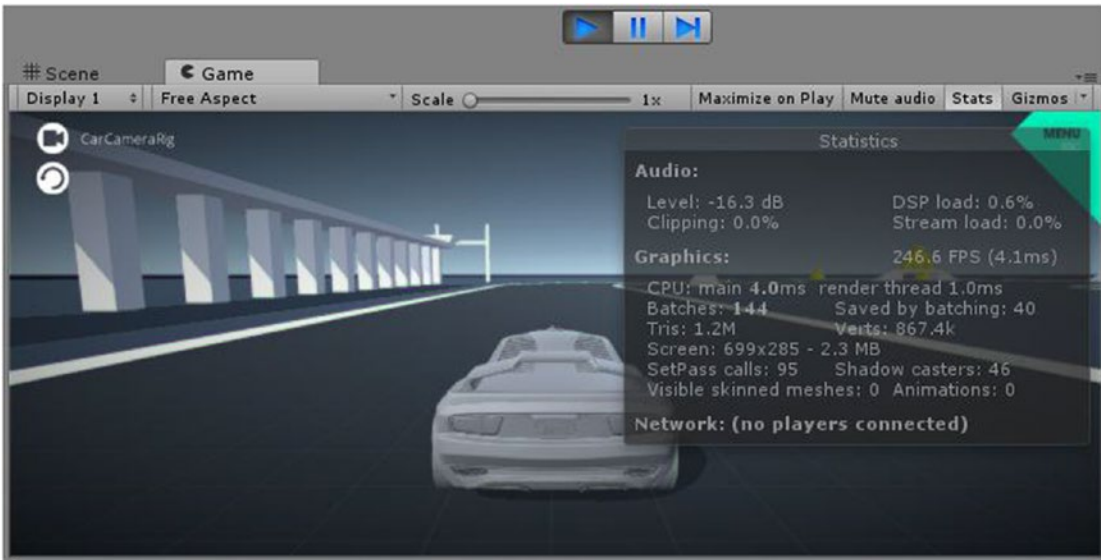 Scene
Game
Display 1 Free Aspect Scale 1x Maximize on Play Mute audio Stats Gizmos
CarCameraRig
MENU
Statistics
Audio:
Level: -16.3 dB DSP load: 0.6%
Clipping: 0.0% Stream load: 0.0%
Graphics: 246.6 FPS (4.1ms)
CPU: main 4.0ms render thread 1.0ms
Batches: 144 Saved by batching: 40
Tris: 1.2M Verts: 867.4k
Screen: 699x285 - 2.3 MB
SetPass calls: 95 Shadow casters: 46
Visible skinned meshes: 0 Animations: 0
Network: (no players connected)